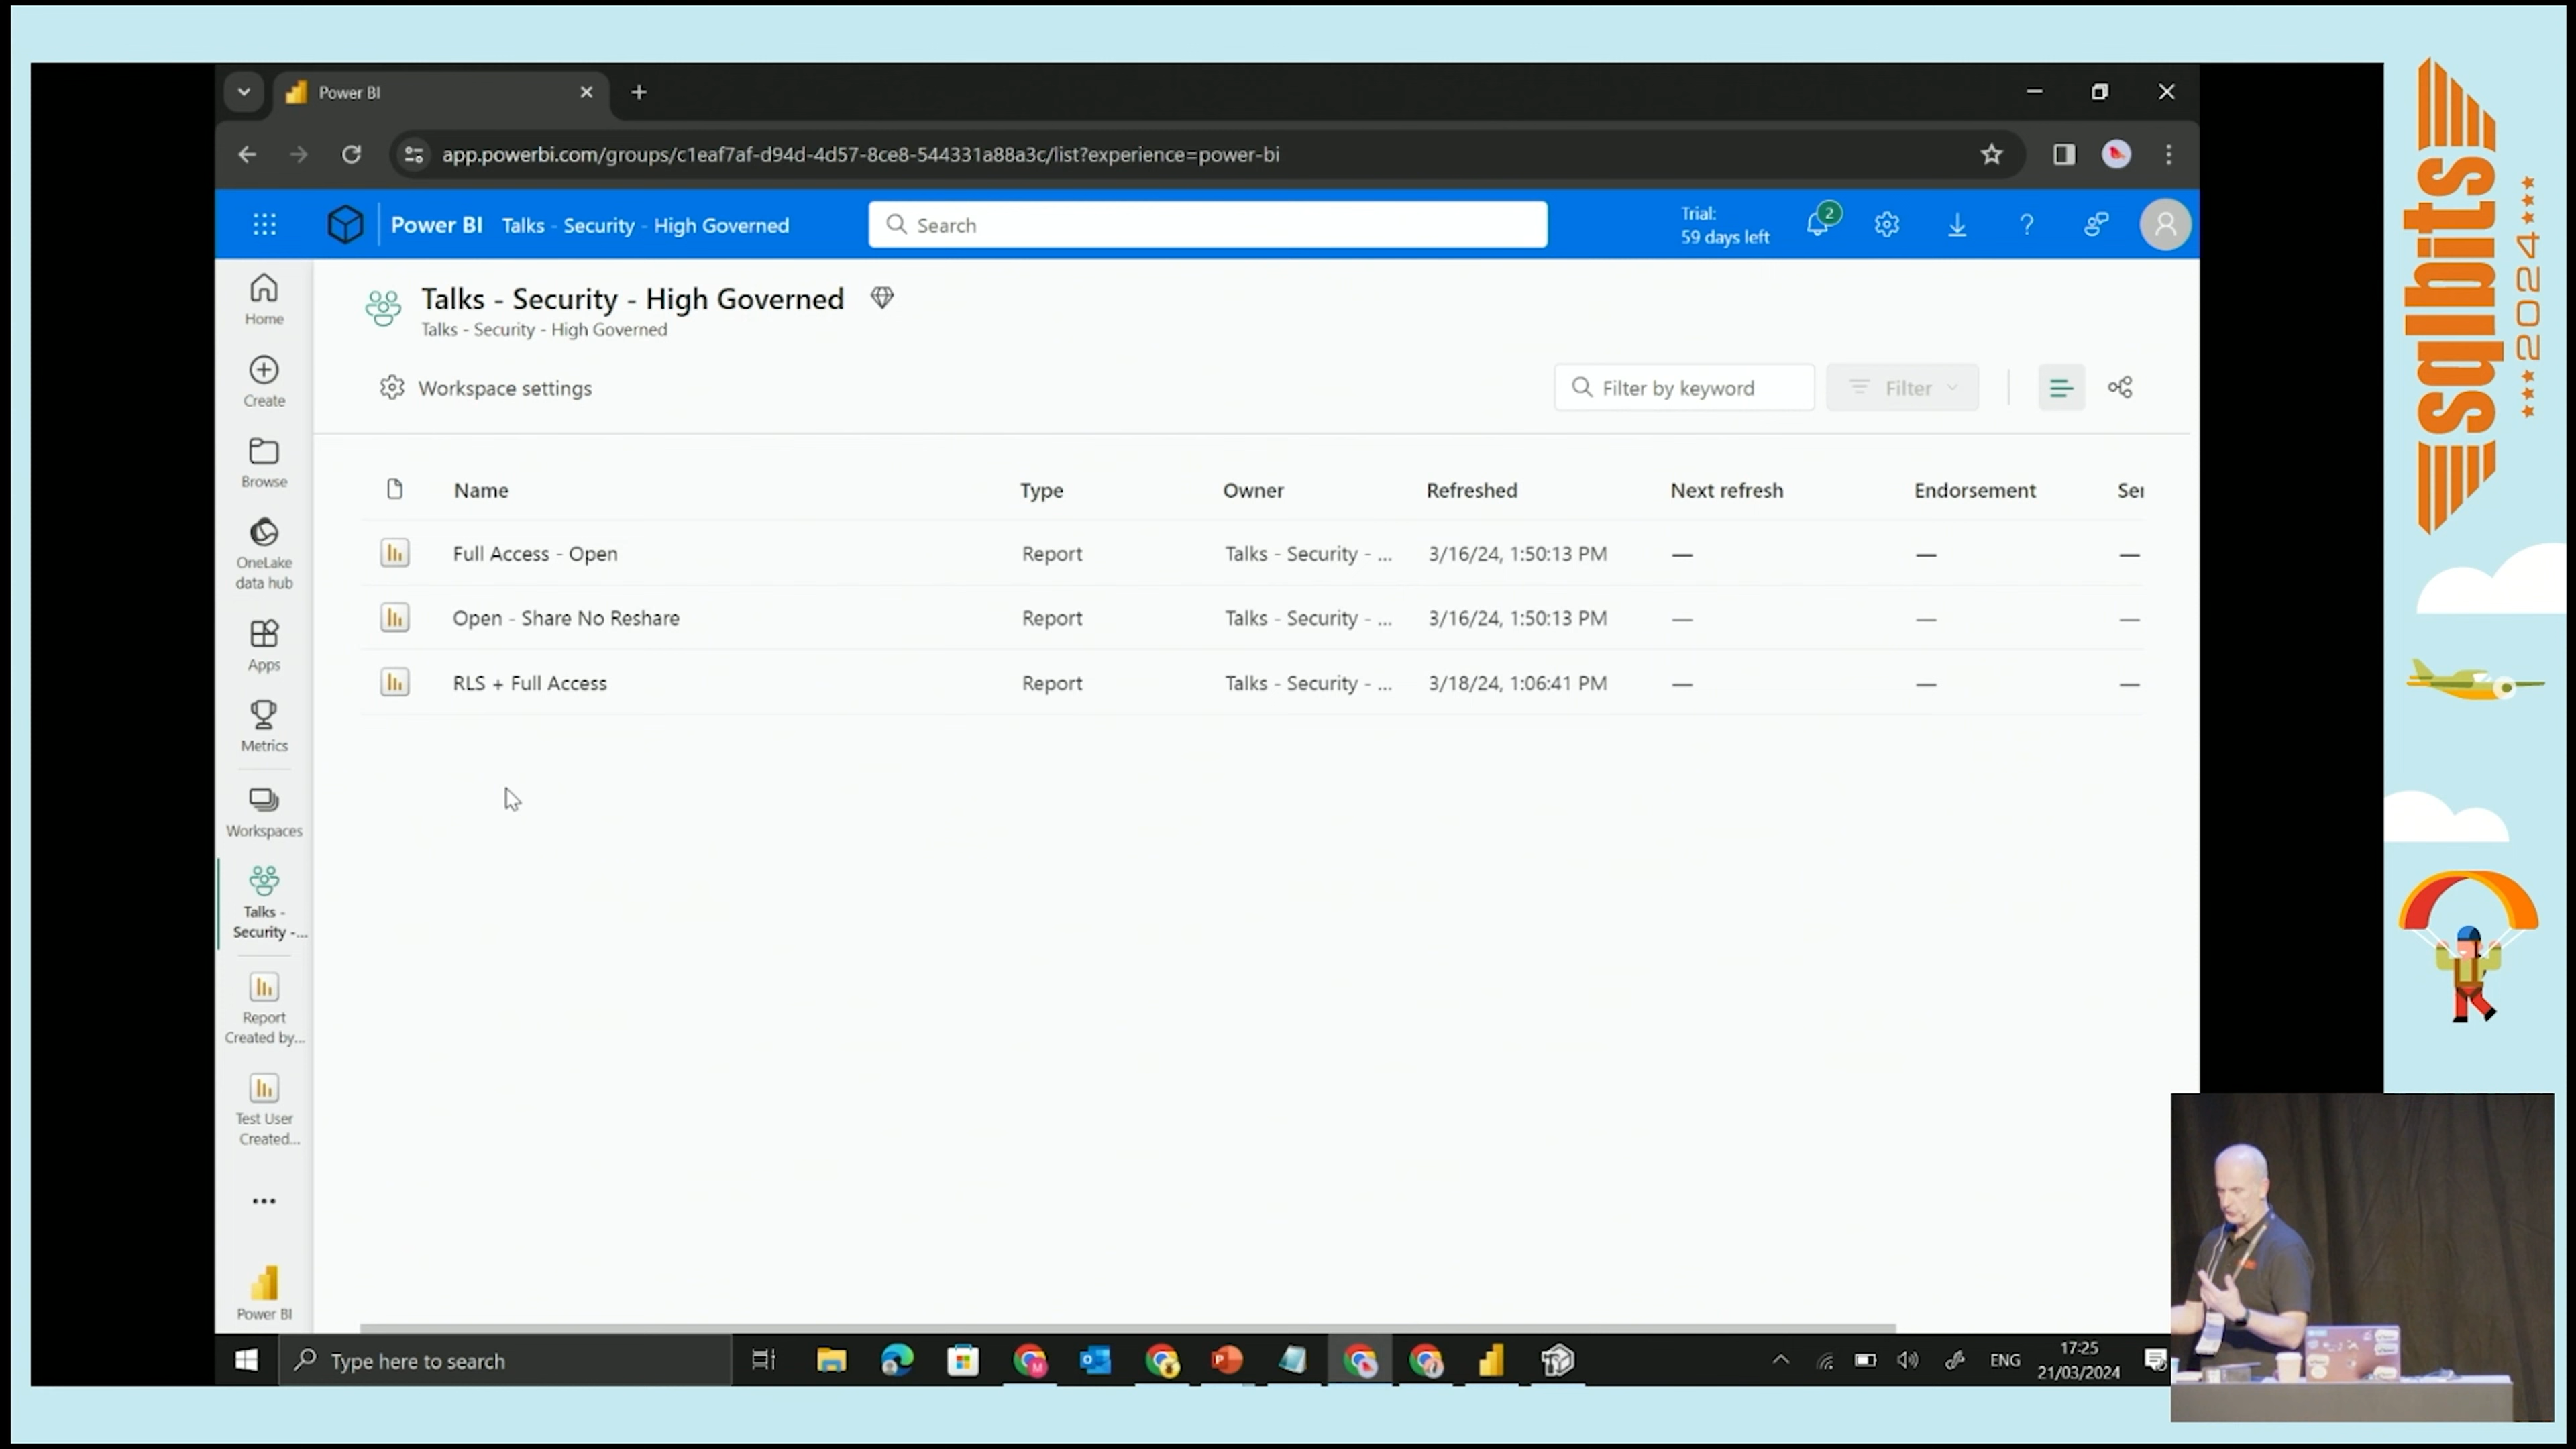 Power BI
app.powerbi.com/groups/c1eaf7af-d94d-4d57-8ce8-544331a88a3c/list?experience=power-bi
Power BI Talks - Security - High Governed
Search
Trial:
59 days left
2
Talks - Security - High Governed
Talks - Security - High Governed
Workspace settings
Filter by keyword
Filter
Name Type Owner Refreshed Next refresh Endorsement Ser
Full Access - Open Report Talks - Security - ... 3/16/24, 1:50:13 PM — — —
Open - Share No Reshare Report Talks - Security - ... 3/16/24, 1:50:13 PM — — —
RLS + Full Access Report Talks - Security - ... 3/18/24, 1:06:41 PM — — —
Home
Create
Browse
OneLake
data hub
Apps
Metrics
Workspaces
Talks -
Security -...
Report
Created by...
Test User
Created...
Power BI
Type here to search
ENG
17:25
21/03/2024
sqlbits
2024